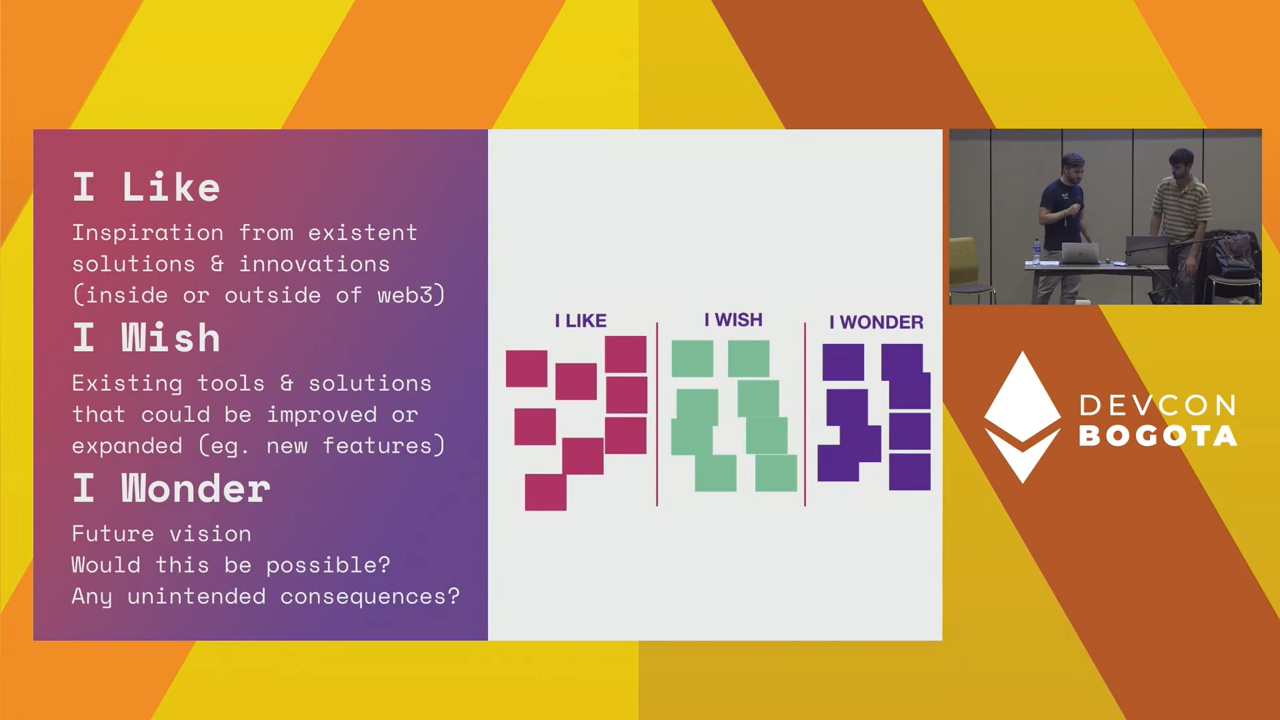 I Like
Inspiration from existent
solutions & innovations
(inside or outside of web3)
I Wish
Existing tools & solutions
that could be improved or
expanded (eg. new features)
I Wonder
Future vision
Would this be possible?
Any unintended consequences?
I LIKE
I WISH
I WONDER
DEVCON
BOGOTA